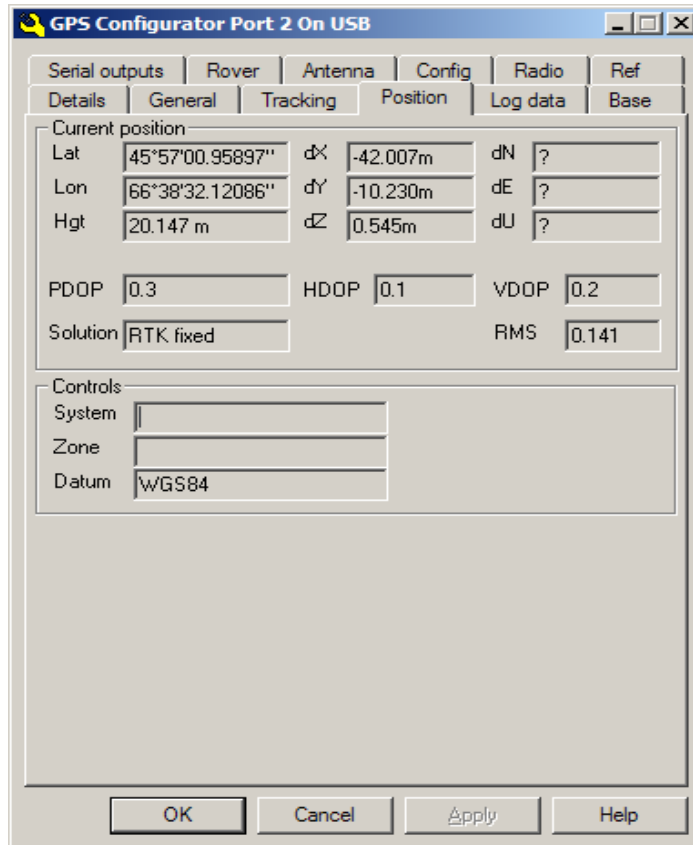 GPS Configurator Port 2 On USB
Serial outputs Rover Antenna Config Radio Ref
Details General Tracking Position Log data Base
Current position
Lat 45°57'00.95897" dX -42.007m dN ?
Lon 66°38'32.12086" dY -10.230m dE ?
Hgt 20.147 m dZ 0.545m dU ?
PDOP 0.3 HDOP 0.1 VDOP 0.2
Solution RTK fixed RMS 0.141
Controls
System
Zone
Datum WGS84
OK Cancel Apply Help